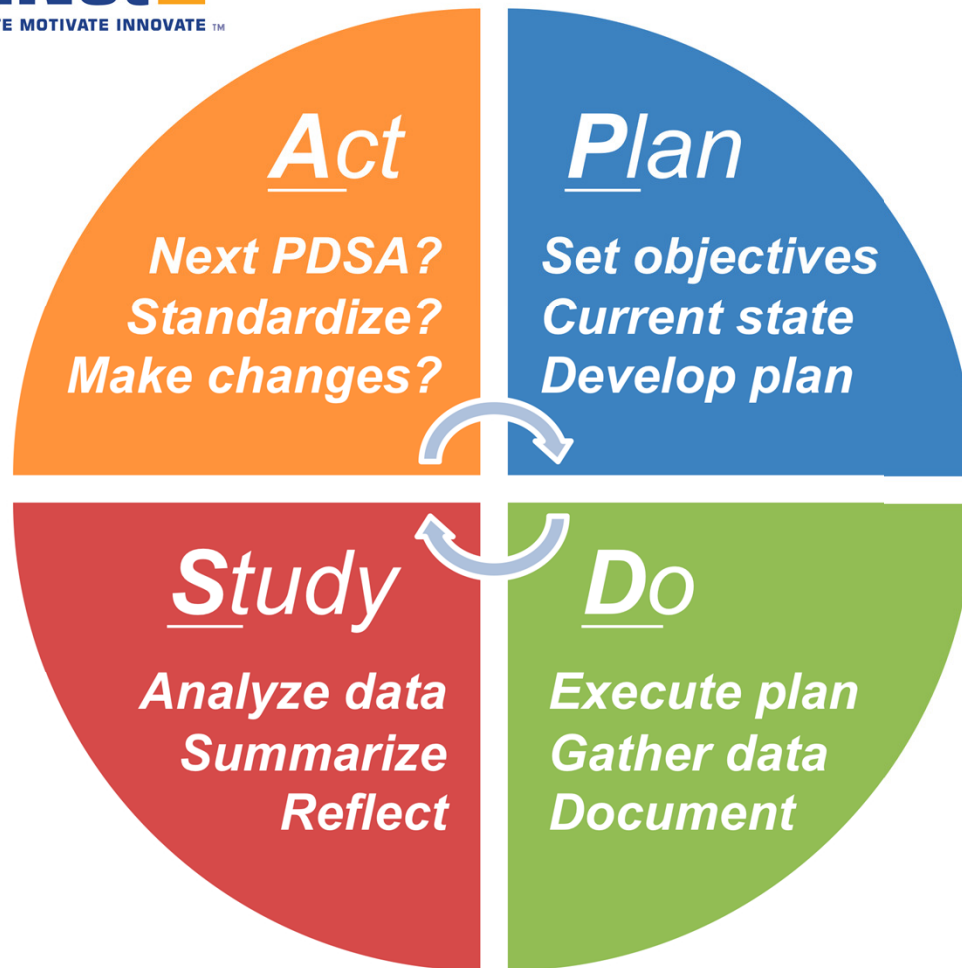 MOTIVATE INNOVATE ™
Act
Next PDSA?
Standardize?
Make changes?
Plan
Set objectives
Current state
Develop plan
Study
Analyze data
Summarize
Reflect
Do
Execute plan
Gather data
Document